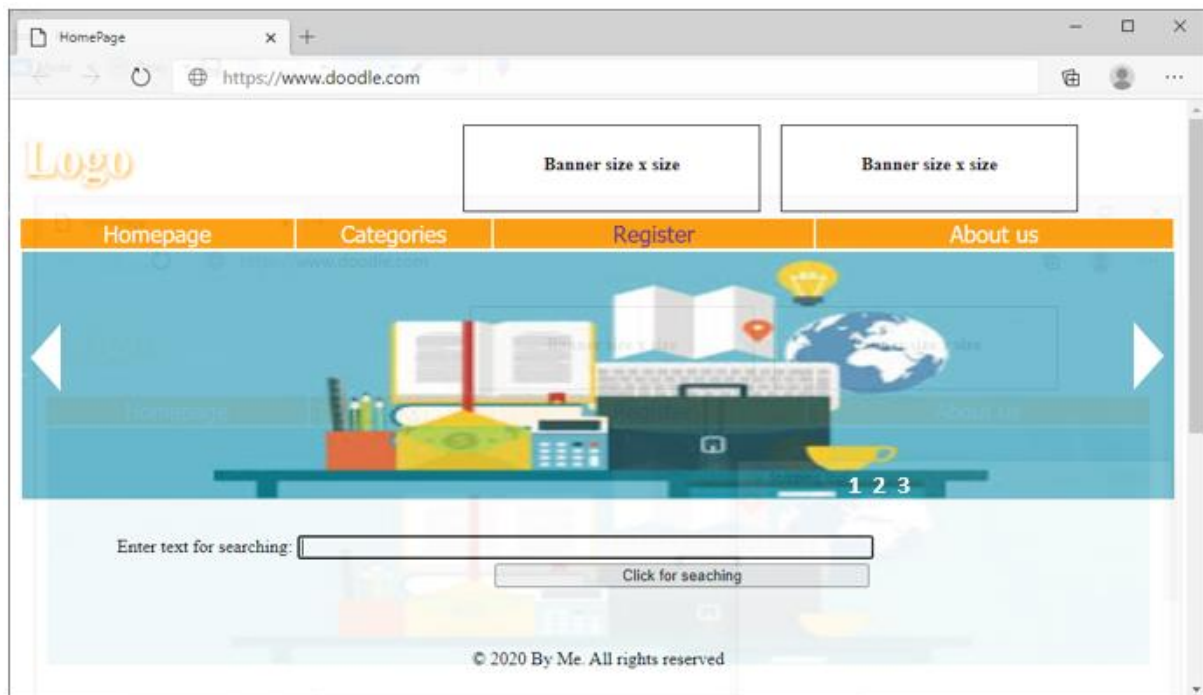 HomePage
https://www.doodle.com
Logo
Banner size x size
Banner size x size
Homepage Categories Register About us
1 2 3
Enter text for searching:
Click for seaching
© 2020 By Me. All rights reserved